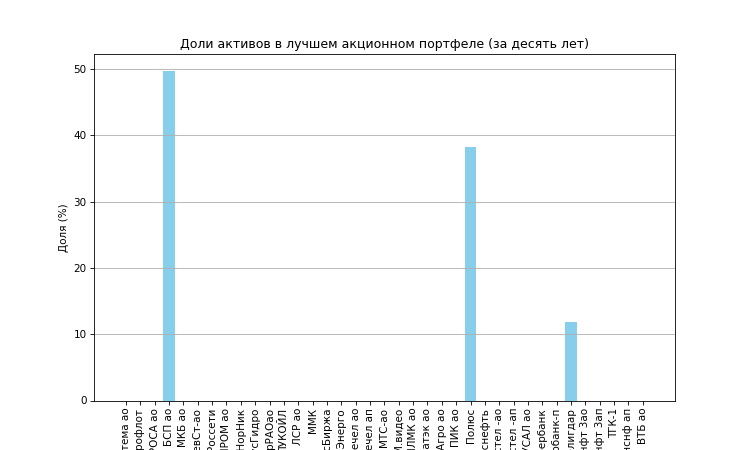 Доли активов в лучшем акционном портфеле (за десять лет)
Доля (%)
50
40
30
20
10
0
тема ао
рофлот
РОСА ао
БСП ао
МКБ ао
евСт-ао
Россети
ПРОМ ао
НорНик
сГидро
рРАОао
ЛУКОЙЛ
ЛСР ао
ММК
сБиржа
Энерго
ечел ао
ечел ап
МТС-ао
М.видео
ЛМК ао
атэк ао
Агро ао
ПИК ао
Полюс
снефть
стел -ао
стел -ап
УСАЛ ао
ербанк
рбанк-п
лигдар
нфт 3ао
нфт 3ап
ТГК-1
нснф ап
ВТБ ао